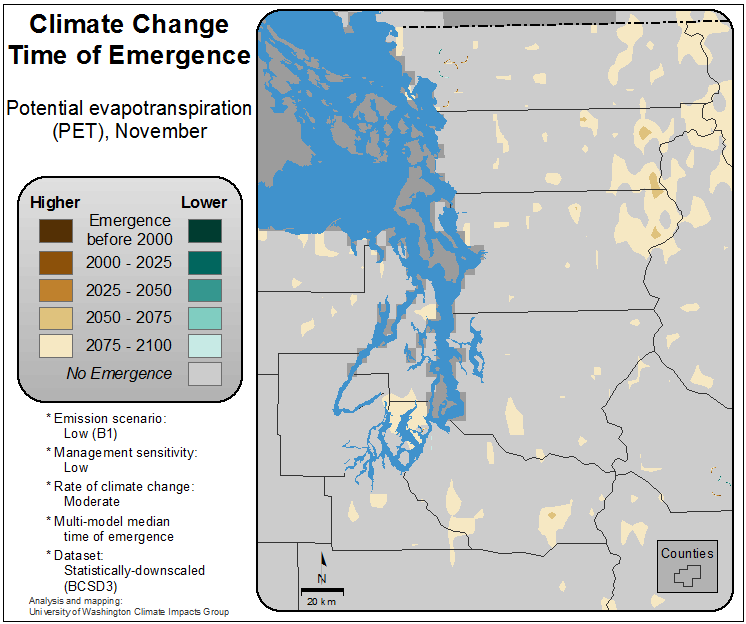 Climate Change
Time of Emergence
Potential evapotranspiration
(PET), November
Higher
Lower
Emergence
before 2000
2000 - 2025
2025 - 2050
2050 - 2075
2075 - 2100
No Emergence
* Emission scenario:
Low (B1)
* Management sensitivity:
Low
* Rate of climate change:
Moderate
* Multi-model median
time of emergence
* Dataset:
Statistically-downscaled
(BCSD3)
Analysis and mapping:
University of Washington Climate Impacts Group
N
20 km
Counties